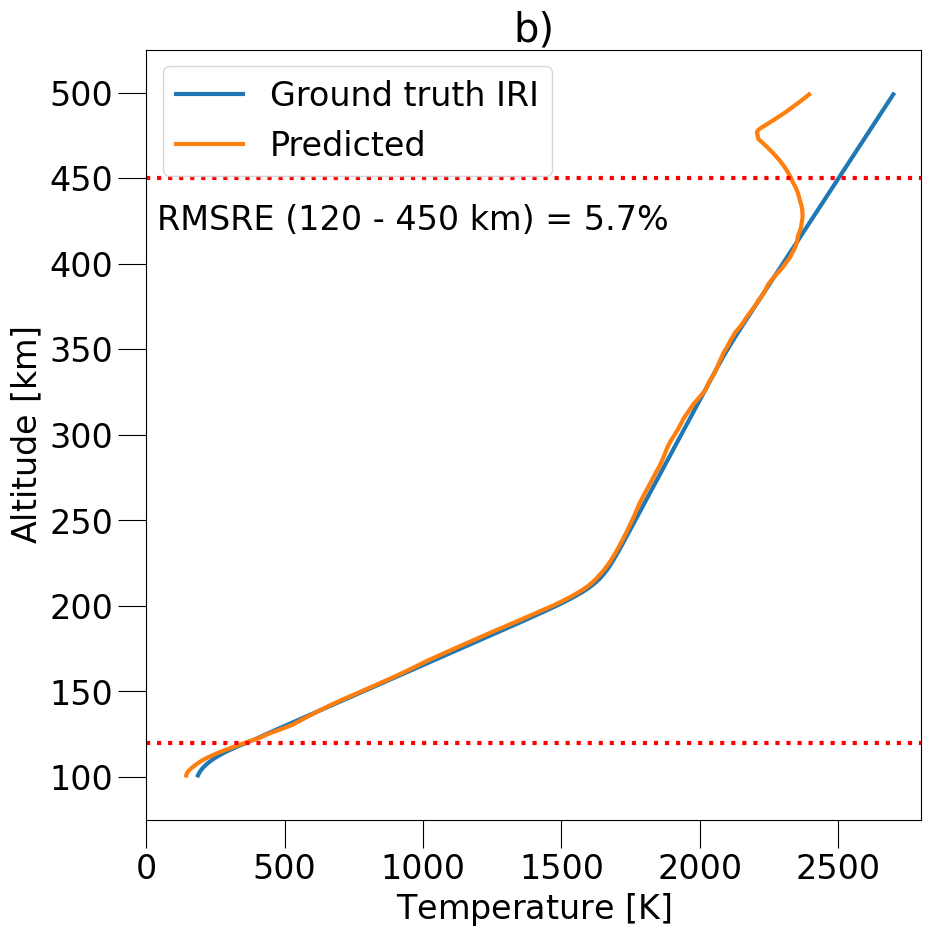 b)
Ground truth IRI
Predicted
RMSRE (120 - 450 km) = 5.7%
Altitude [km]
500
450
400
350
300
250
200
150
100
0 500 1000 1500 2000 2500
Temperature [K]